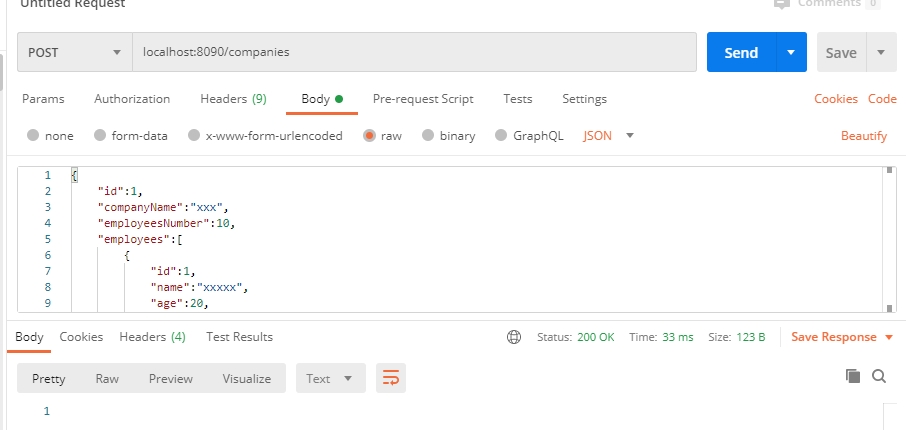 Untitled Request Comments 0
POST localhost:8090/companies Send Save
Params Authorization Headers (9) Body Pre-request Script Tests Settings Cookies Code
none form-data x-www-form-urlencoded raw binary GraphQL JSON Beautify
1 {
2 "id":1,
3 "companyName":"xxx",
4 "employeesNumber":10,
5 "employees":[
6 {
7 "id":1,
8 "name":"xxxxx",
9 "age":20,
Body Cookies Headers (4) Test Results Status: 200 OK Time: 33 ms Size: 123 B Save Response
Pretty Raw Preview Visualize Text
1